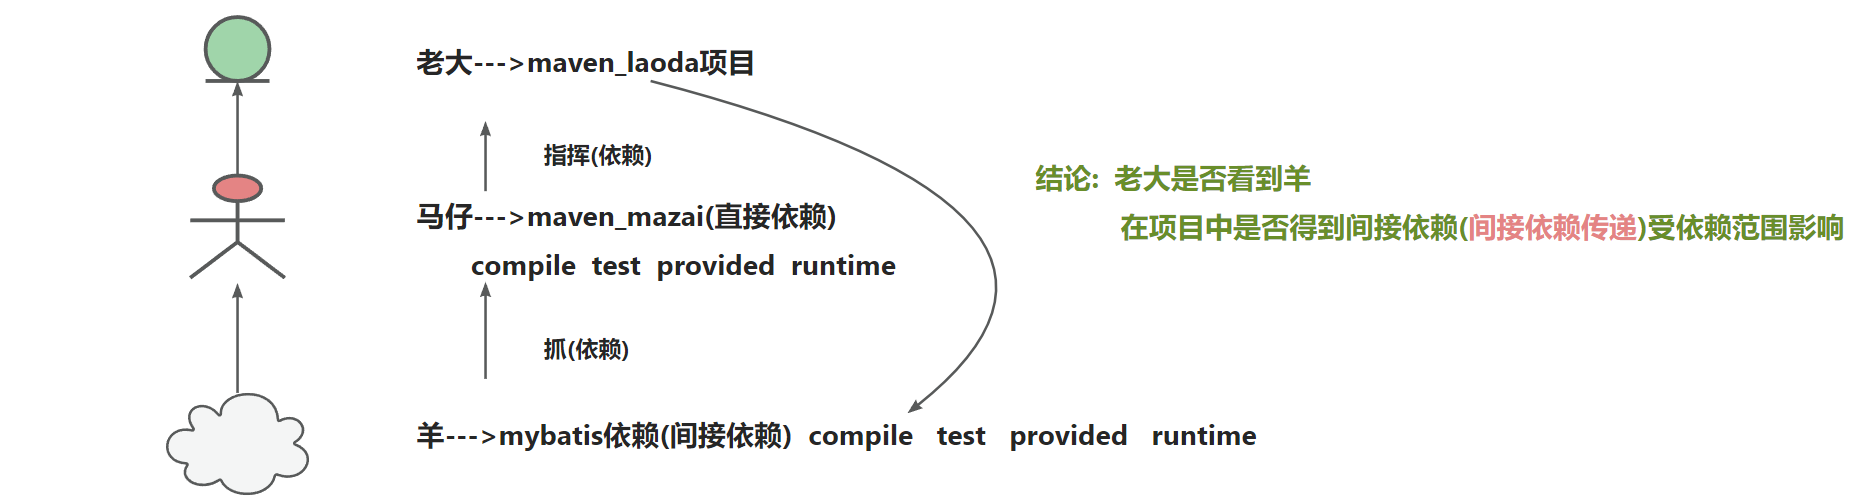 老大--->maven_laoda项目
指挥(依赖)
结论: 老大是否看到羊
马仔--->maven_mazai(直接依赖)
在项目中是否得到间接依赖(间接依赖传递)受依赖范围影响
compile test provided runtime
抓(依赖)
羊--->mybatis依赖(间接依赖) compile test provided runtime